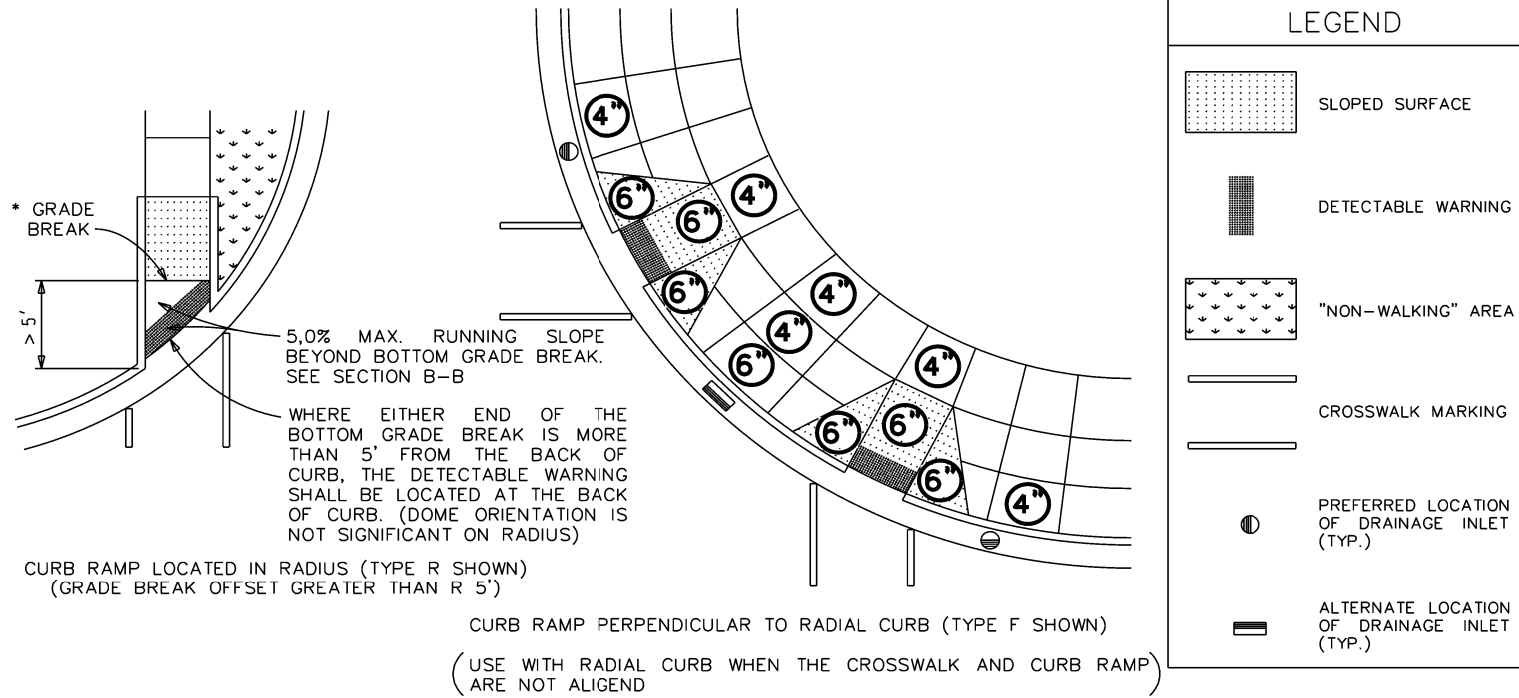 * GRADE
BREAK
> 5'
5,0% MAX. RUNNING SLOPE
BEYOND BOTTOM GRADE BREAK.
SEE SECTION B-B
WHERE EITHER END OF THE
BOTTOM GRADE BREAK IS MORE
THAN 5' FROM THE BACK OF
CURB, THE DETECTABLE WARNING
SHALL BE LOCATED AT THE BACK
OF CURB. (DOME ORIENTATION IS
NOT SIGNIFICANT ON RADIUS)
CURB RAMP LOCATED IN RADIUS (TYPE R SHOWN)
(GRADE BREAK OFFSET GREATER THAN R 5')
4"
6"
6"
4"
6"
4"
4"
6"
4"
6"
6"
6"
4"
CURB RAMP PERPENDICULAR TO RADIAL CURB (TYPE F SHOWN)
(USE WITH RADIAL CURB WHEN THE CROSSWALK AND CURB RAMP
ARE NOT ALIGEND)
LEGEND
SLOPED SURFACE
DETECTABLE WARNING
"NON-WALKING" AREA
CROSSWALK MARKING
PREFERRED LOCATION
OF DRAINAGE INLET
(TYP.)
ALTERNATE LOCATION
OF DRAINAGE INLET
(TYP.)